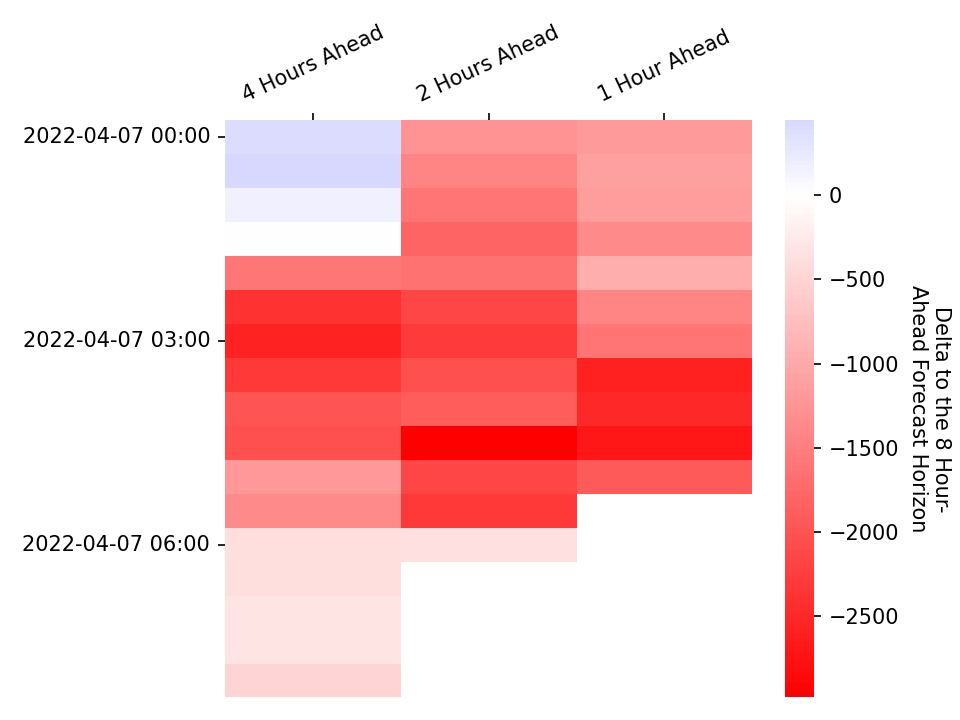 4 Hours Ahead
2 Hours Ahead
1 Hour Ahead
2022-04-07 00:00
2022-04-07 03:00
2022-04-07 06:00
0
−500
−1000
−1500
−2000
−2500
Delta to the 8 Hour-
Ahead Forecast Horizon